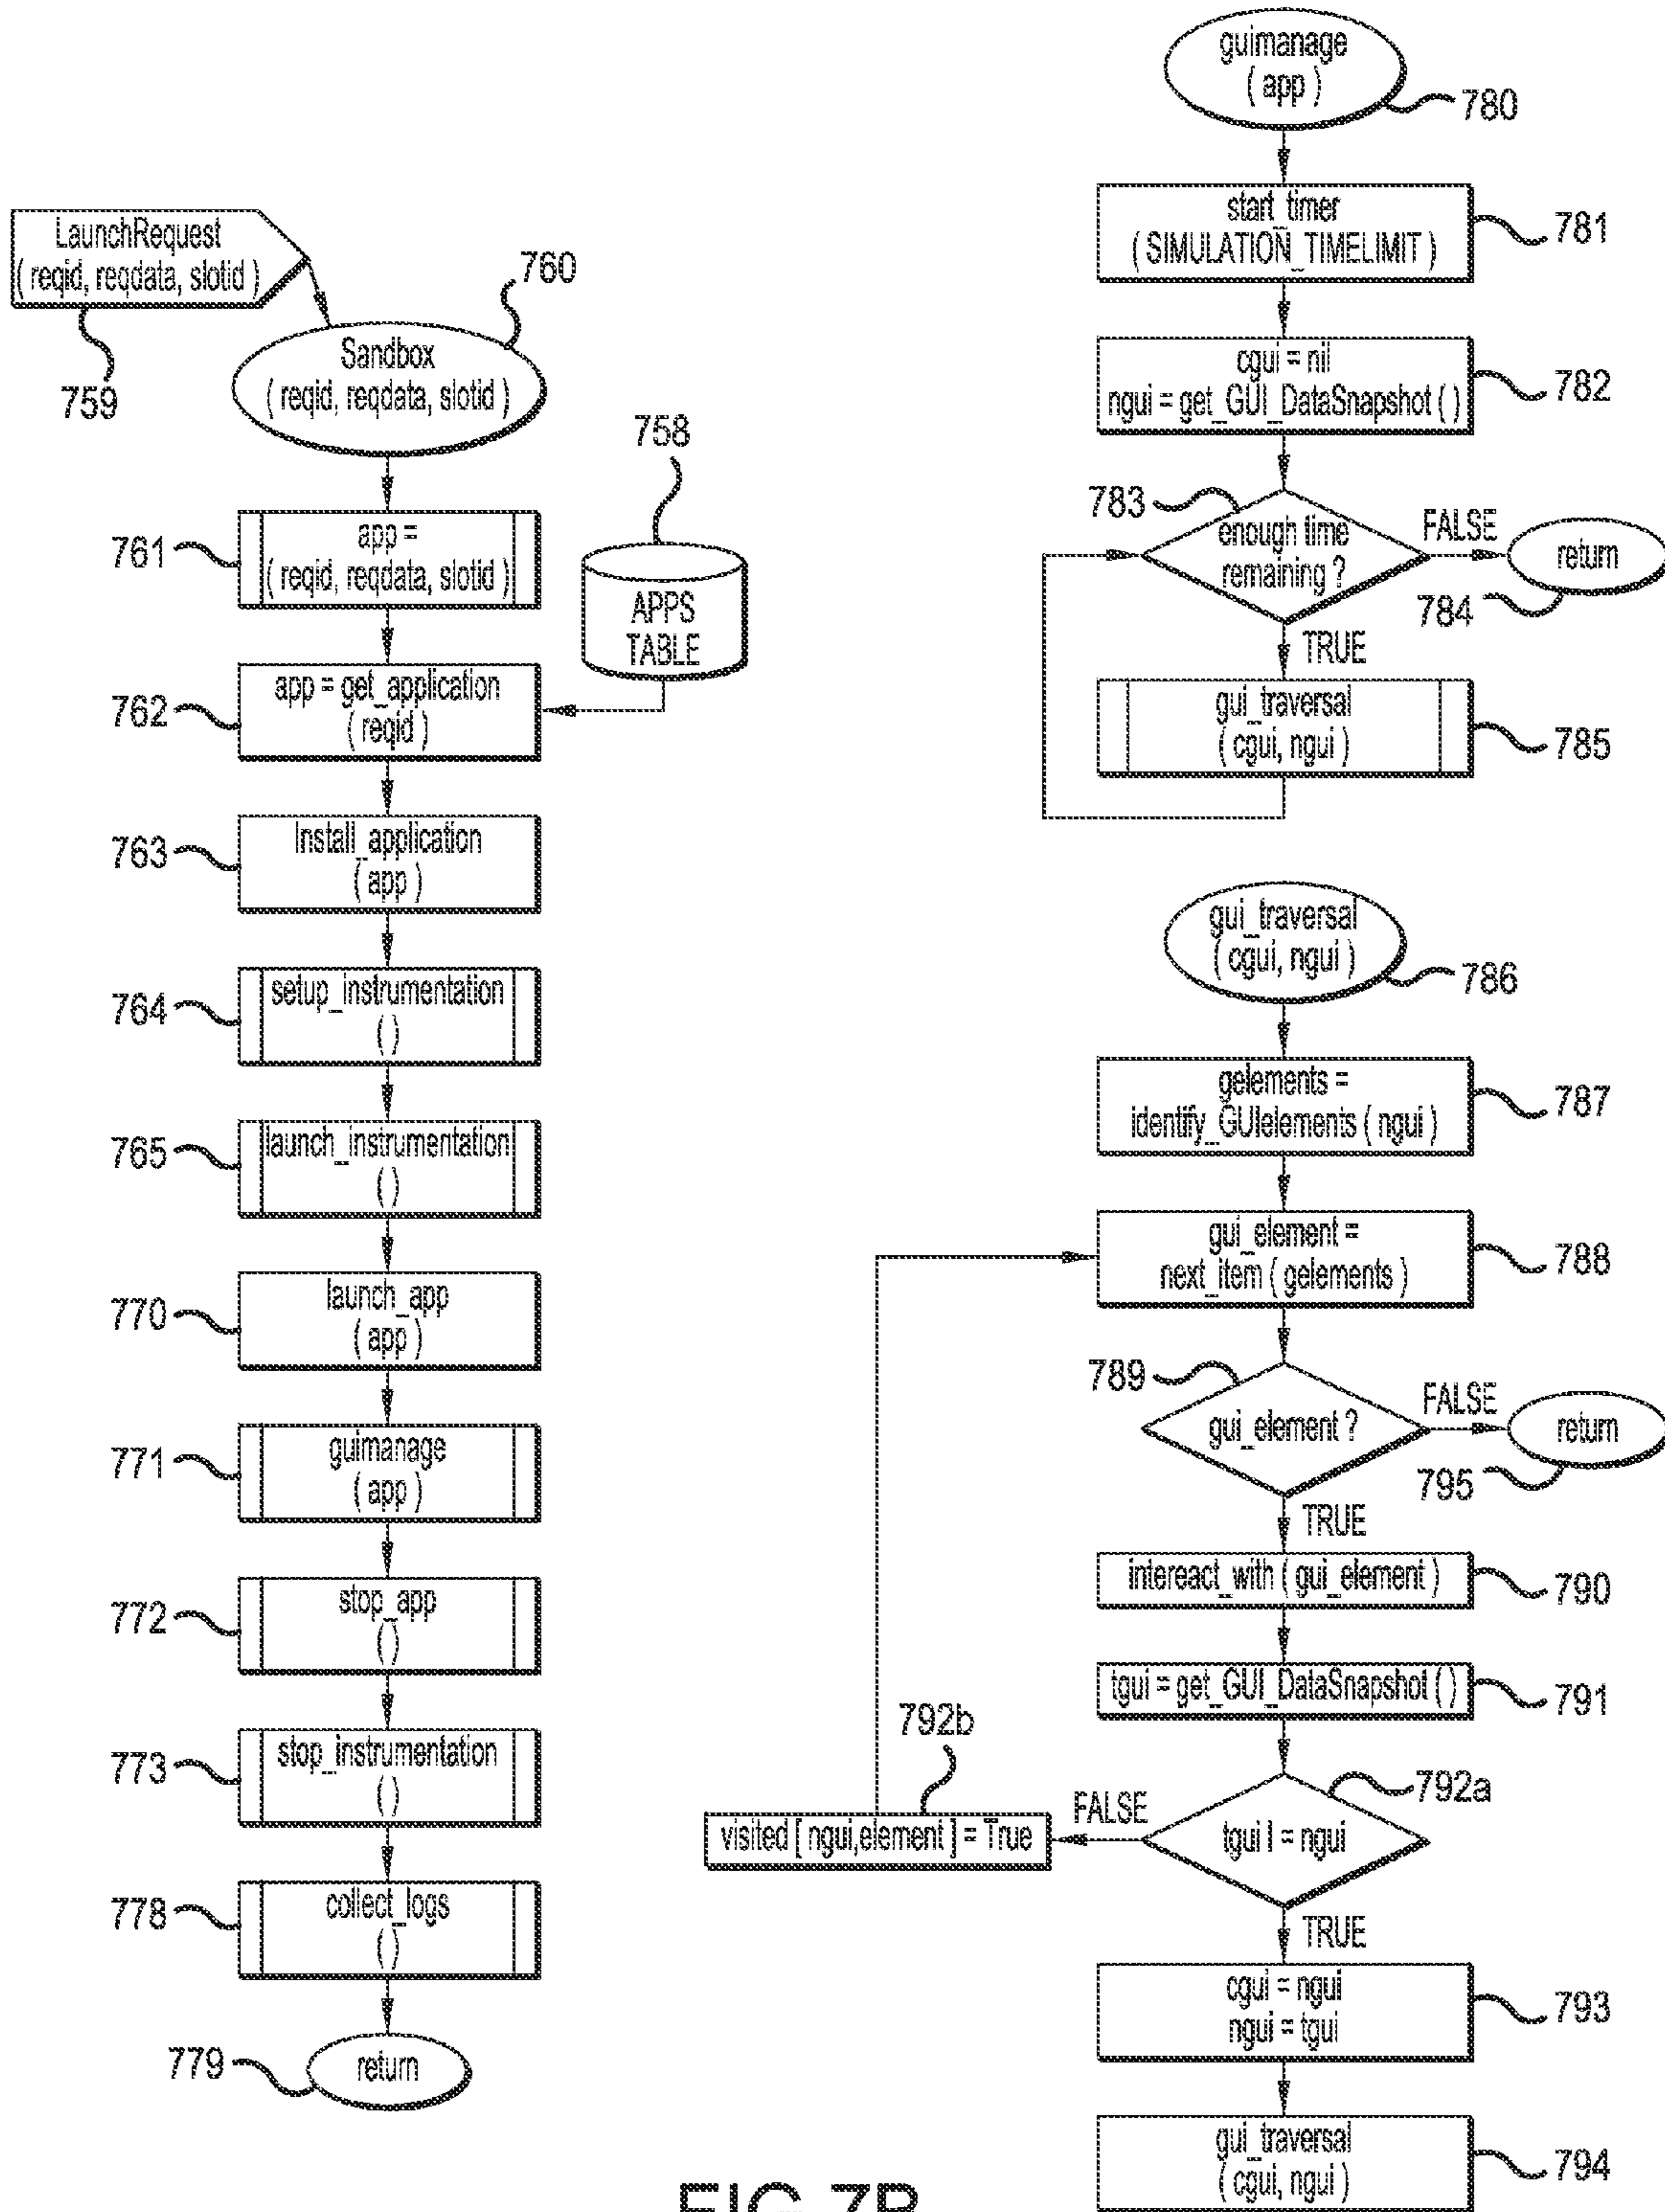 LaunchRequest
( reqid, reqdata, slotid )
759
760
Sandbox
( reqid, reqdata, slotid )
758
APPS
TABLE
761
app =
( reqid, reqdata, slotid )
762
app = get_application
( reqid )
763
Install_application
( app )
764
setup_instrumentation
( )
765
launch_instrumentation
( )
770
launch_app
( app )
771
guimanage
( app )
772
stop_app
( )
773
stop_instrumentation
( )
778
collect_logs
( )
779
return
guimanage
( app )
780
start_timer
( SIMULATION_TIMELIMIT )
781
cgui = nil
ngui = get_GUI_DataSnapshot ( )
782
783
enough time
remaining ?
FALSE
return
784
TRUE
gui_traversal
( cgui, ngui )
785
gui_traversal
( cgui, ngui )
786
gelements =
identify_GUIelements ( ngui )
787
gui_element =
next_item ( gelements )
788
789
gui_element ?
FALSE
return
795
TRUE
intereact_with ( gui_element )
790
tgui = get_GUI_DataSnapshot ( )
791
792b
visited [ ngui,element ] = True
FALSE
792a
tgui ! = ngui
TRUE
cgui = ngui
ngui = tgui
793
gui_traversal
( cgui, ngui )
794
FIG. 7B